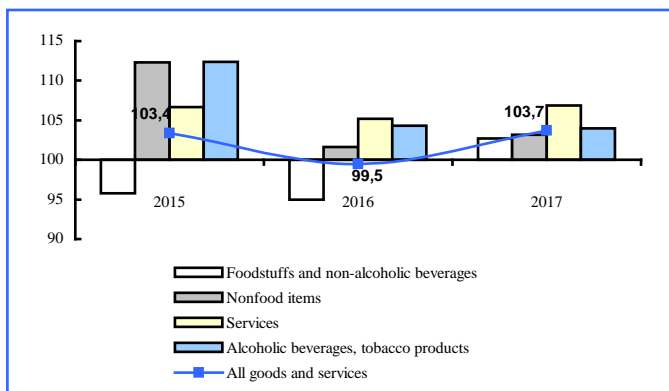 115
110
105
100
95
90
103,4
99,5
103,7
2015
2016
2017
Foodstuffs and non-alcoholic beverages
Nonfood items
Services
Alcoholic beverages, tobacco products
All goods and services